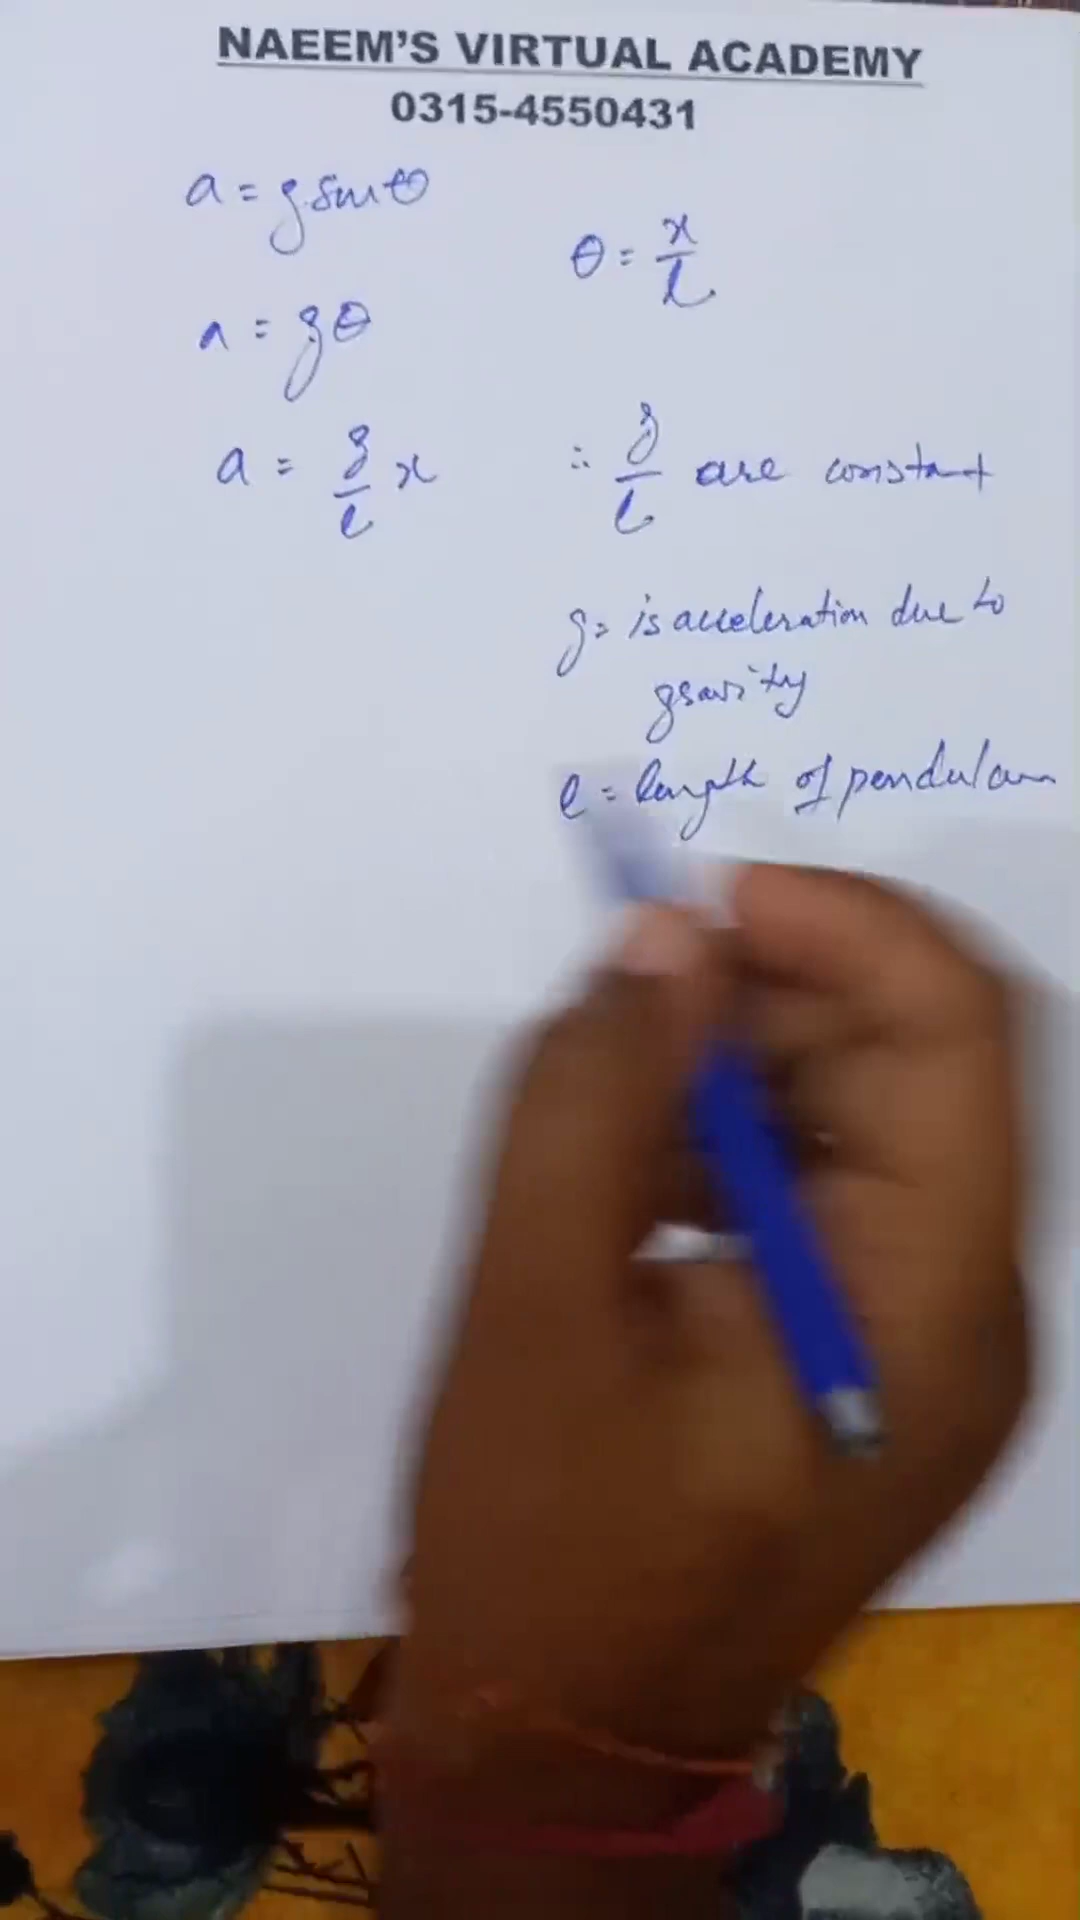 NAEEM'S VIRTUAL ACADEMY
0315-4550431
a = g sinθ
θ = x/l
a = gθ
a = g/l x ∴ g/l are constant
g = is acceleration due to
gravity
l = length of pendulum